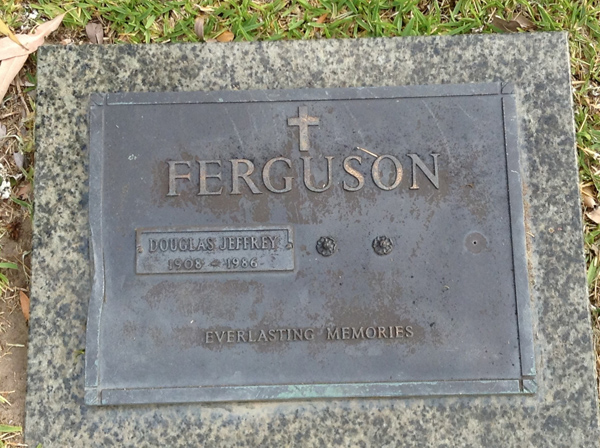 FERGUSON
DOUGLAS JEFFREY
1908 - 1986
EVERLASTING MEMORIES